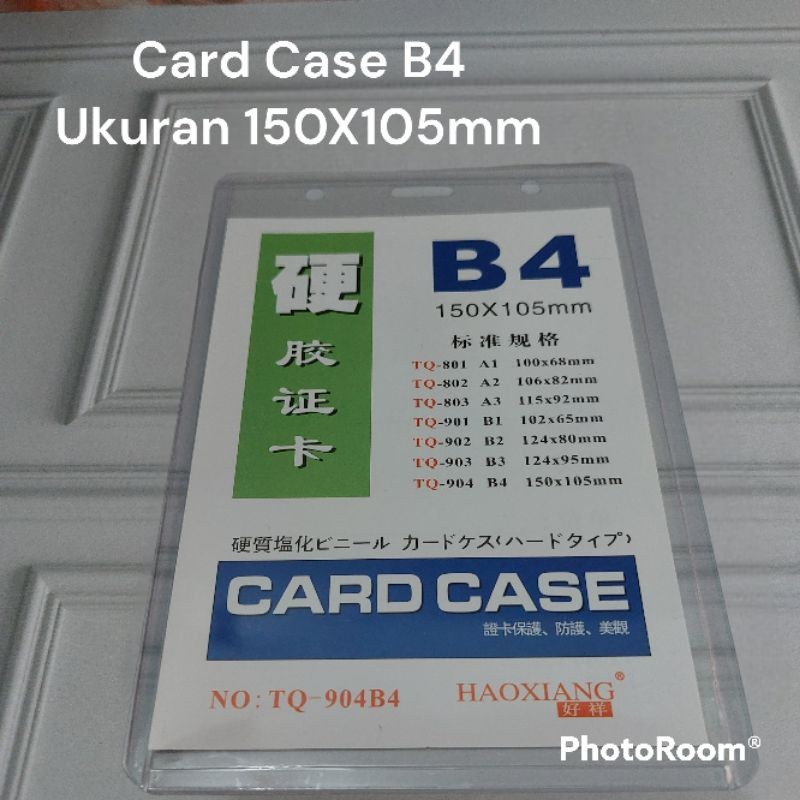 Card Case B4
Ukuran 150X105mm
硬
胶
证
卡
B4
150X105mm
标准规格
TQ-801 A1 100x68mm
TQ-802 A2 106x82mm
TQ-803 A3 115x92mm
TQ-901 B1 102x65mm
TQ-902 B2 124x80mm
TQ-903 B3 124x95mm
TQ-904 B4 150x105mm
硬質塩化ビニール カードケス(ハードタイプ)
CARD CASE
證卡保護、防護、美觀
NO: TQ-904B4
HAOXIANG®
好祥
PhotoRoom®